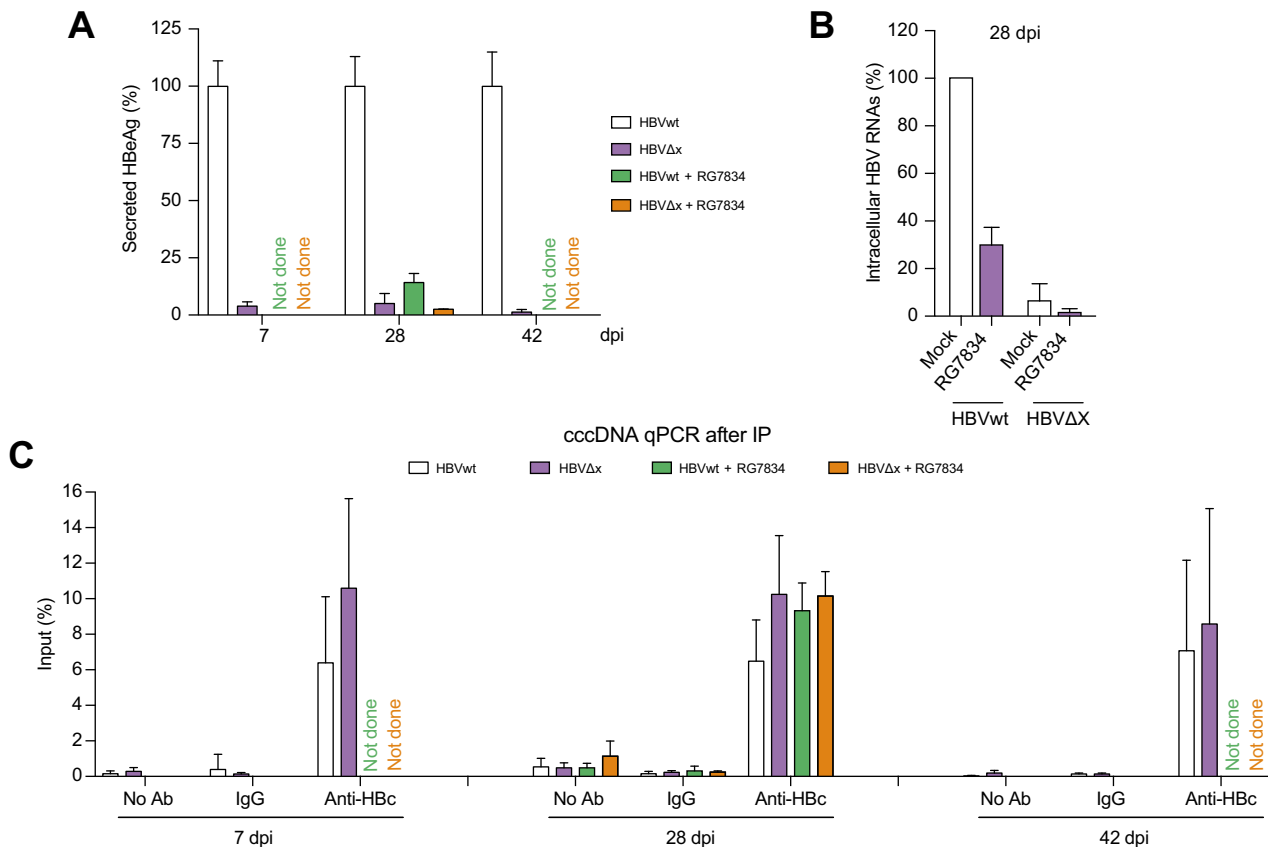 A
Secreted HBeAg (%)
125
100
75
50
25
0
Not done
Not done
Not done
Not done
7
28
42
dpi
HBVwt
HBVΔx
HBVwt + RG7834
HBVΔx + RG7834
B
28 dpi
Intracellular HBV RNAs (%)
120
100
80
60
40
20
0
Mock
RG7834
Mock
RG7834
HBVwt
HBVΔX
C
cccDNA qPCR after IP
HBVwt
HBVΔx
HBVwt + RG7834
HBVΔx + RG7834
Input (%)
16
14
12
10
8
6
4
2
0
Not done
Not done
Not done
Not done
No Ab
IgG
Anti-HBc
No Ab
IgG
Anti-HBc
No Ab
IgG
Anti-HBc
7 dpi
28 dpi
42 dpi